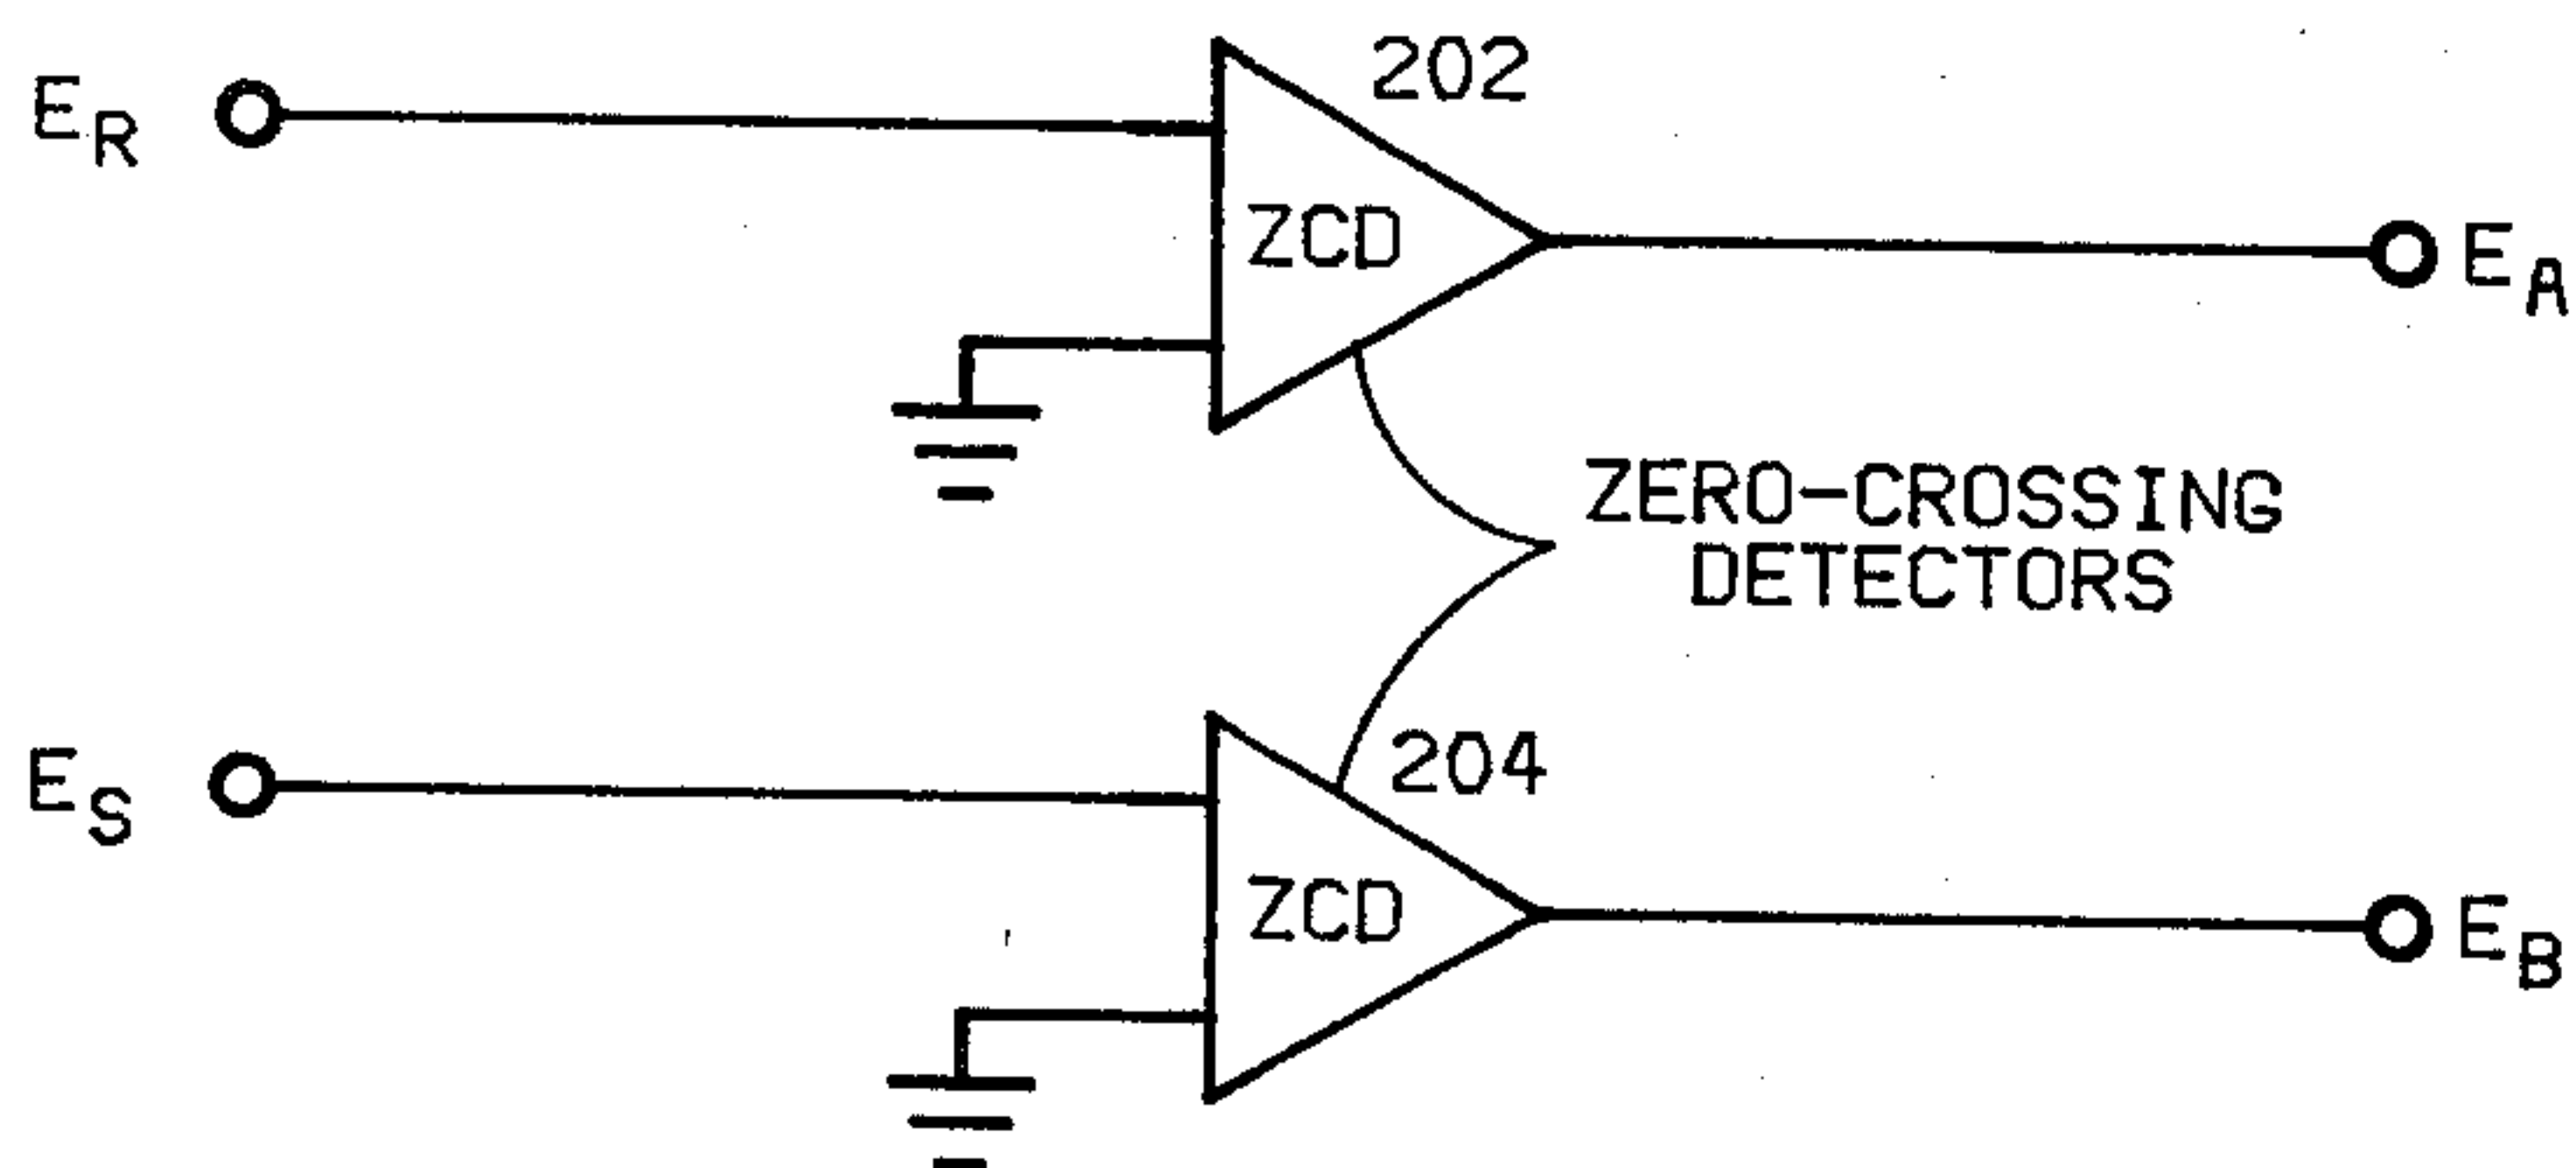 202
E_R
ZCD
E_A
ZERO-CROSSING
DETECTORS
204
E_S
ZCD
E_B